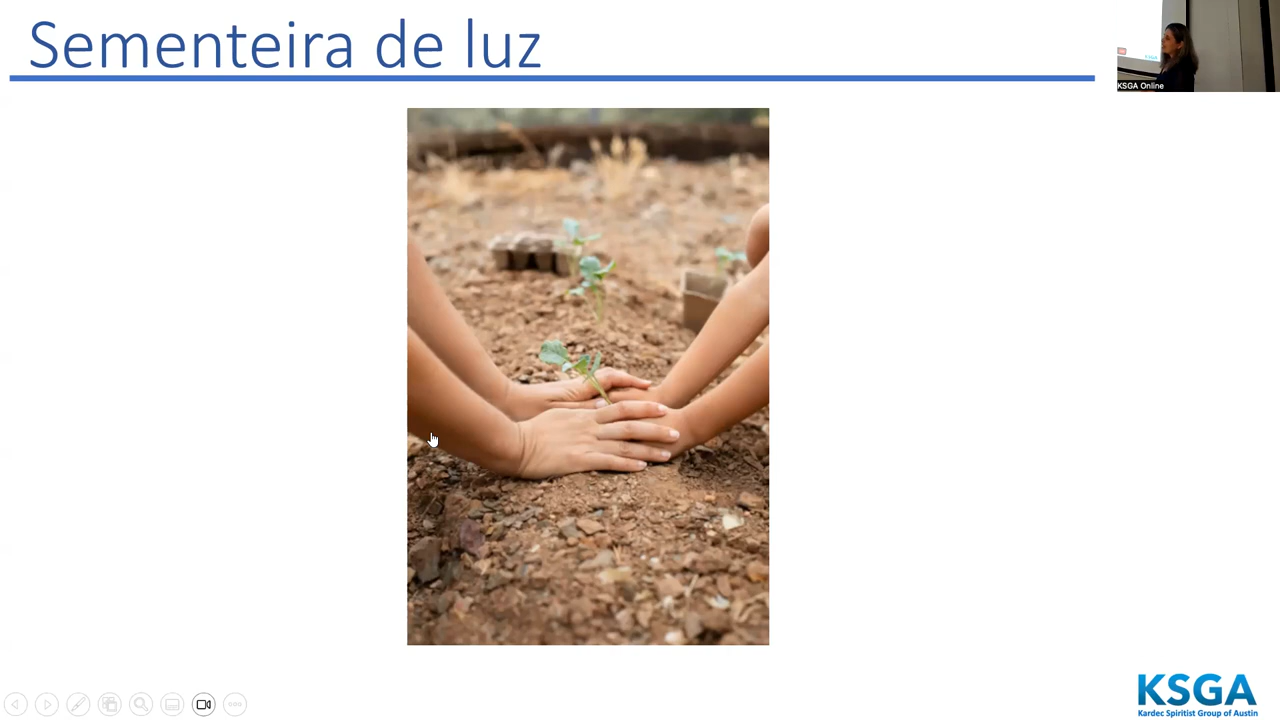 Sementeira de luz
KSGA Online
KSGA
Kardec Spiritist Group of Austin